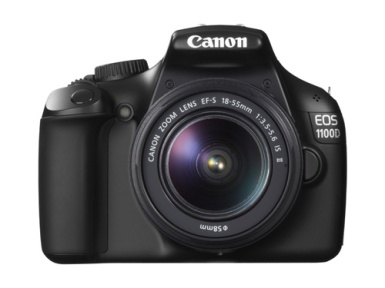 Canon
CANON ZOOM LENS EF-S 18-55mm 1:3.5-5.6 IS II
EOS
1100D
Φ58mm